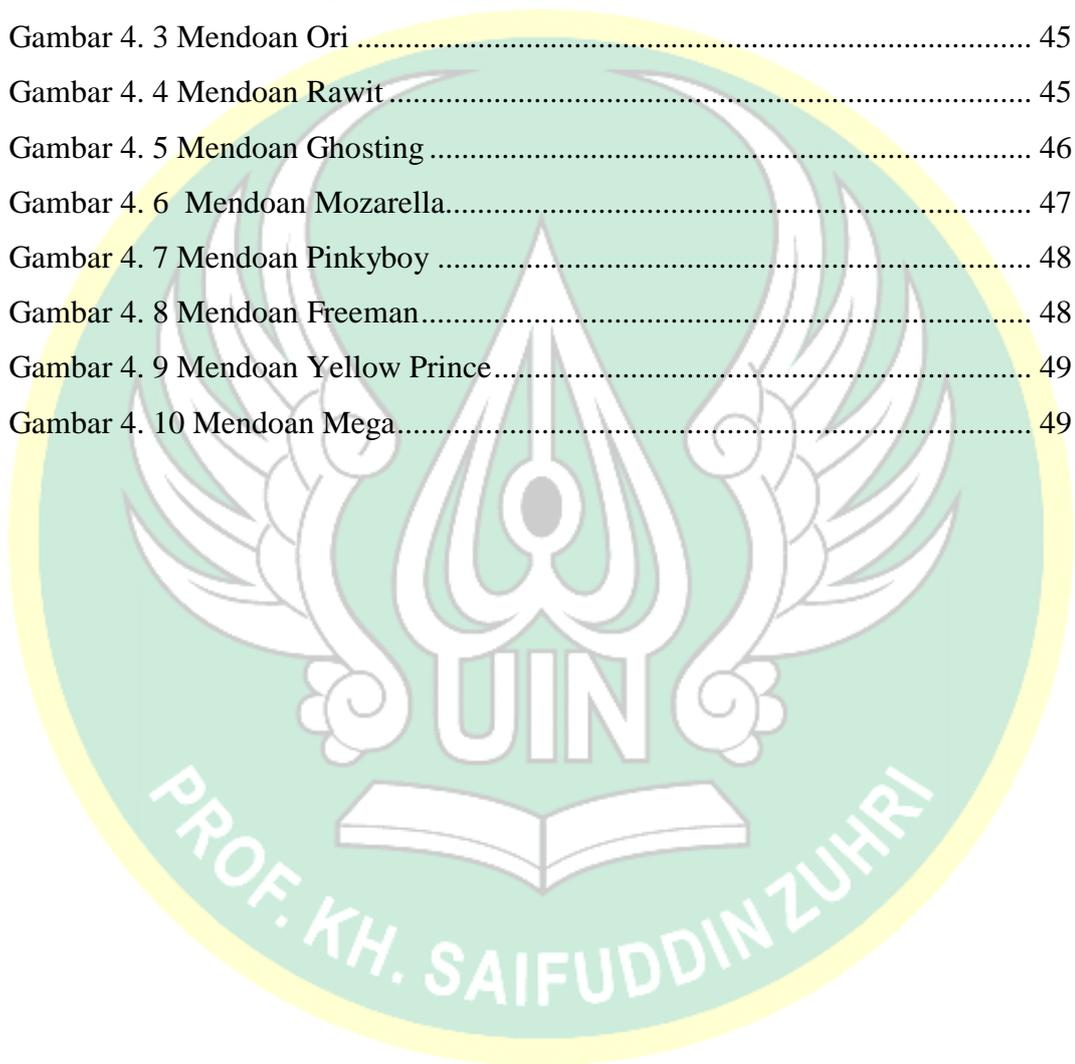 Gambar 4. 3 Mendoan Ori .................................................................................... 45
Gambar 4. 4 Mendoan Rawit ................................................................................ 45
Gambar 4. 5 Mendoan Ghosting ........................................................................... 46
Gambar 4. 6  Mendoan Mozarella......................................................................... 47
Gambar 4. 7 Mendoan Pinkyboy .......................................................................... 48
Gambar 4. 8 Mendoan Freeman............................................................................ 48
Gambar 4. 9 Mendoan Yellow Prince................................................................... 49
Gambar 4. 10 Mendoan Mega............................................................................... 49
UIN
PROF. KH. SAIFUDDIN ZUHRI